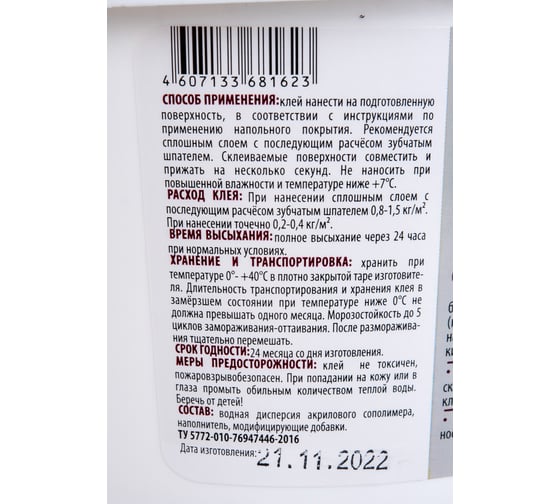 4 607133 681623
СПОСОБ ПРИМЕНЕНИЯ:клей нанести на подготовленную
поверхность, в соответствии с инструкциями по
применению напольного покрытия. Рекомендуется
сплошным слоем с последующим расчёсом зубчатым
шпателем. Склеиваемые поверхности совместить и
прижать на несколько секунд. Не наносить при
повышенной влажности и температуре ниже +7°С.
РАСХОД КЛЕЯ: При нанесении сплошным слоем с
последующим расчёсом зубчатым шпателем 0,8-1,5 кг/м².
При нанесении точечно 0,2-0,4 кг/м².
ВРЕМЯ ВЫСЫХАНИЯ:полное высыхание через 24 часа
при нормальных условиях.
ХРАНЕНИЕ И ТРАНСПОРТИРОВКА: хранить при
температуре 0°- +40°С в плотно закрытой таре изготовите-
ля. Длительность транспортирования и хранения клея в
замёрзшем состоянии при температуре ниже 0°С не
должна превышать одного месяца. Морозостойкость до 5
циклов замораживания-оттаивания. После разморажива-
ния тщательно перемешать.
СРОК ГОДНОСТИ:24 месяца со дня изготовления.
МЕРЫ ПРЕДОСТОРОЖНОСТИ: клей не токсичен,
пожаровзрывобезопасен. При попадании на кожу или в
глаза промыть обильным количеством теплой воды.
Беречь от детей!
СОСТАВ: водная дисперсия акрилового сополимера,
наполнитель, модифицирующие добавки.
ТУ 5772-010-76947446-2016
Дата изготовления: 21.11.2022